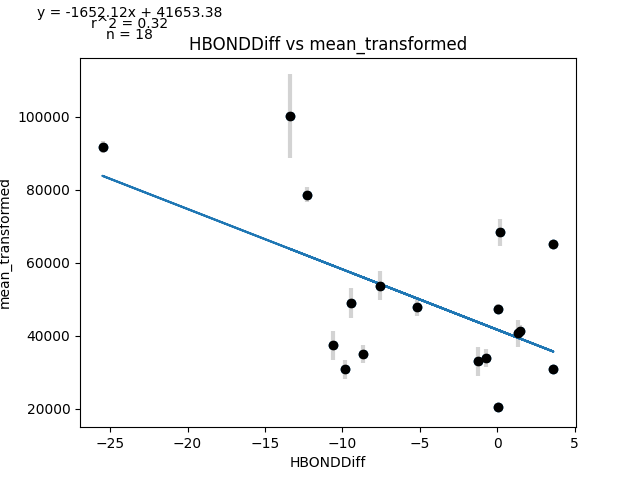 y = -1652.12x + 41653.38
r^2 = 0.32
n = 18
HBONDDiff vs mean_transformed
mean_transformed
100000
80000
60000
40000
20000
−25
−20
−15
−10
−5
0
5
HBONDDiff